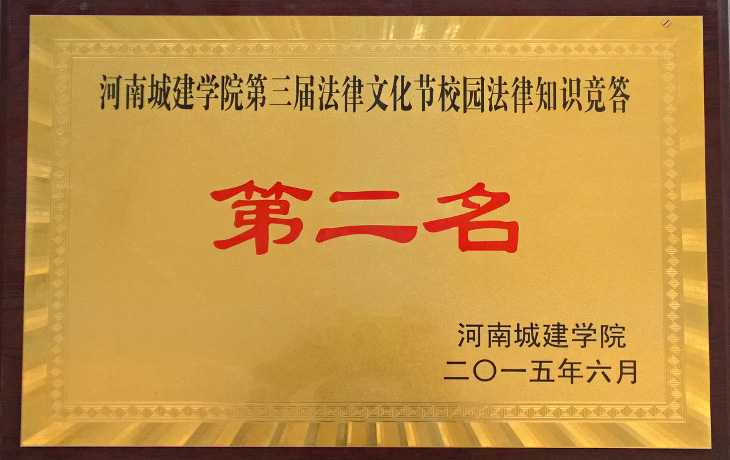 河南城建学院第三届法律文化节校园法律知识竞答
第二名
河南城建学院
二〇一五年六月